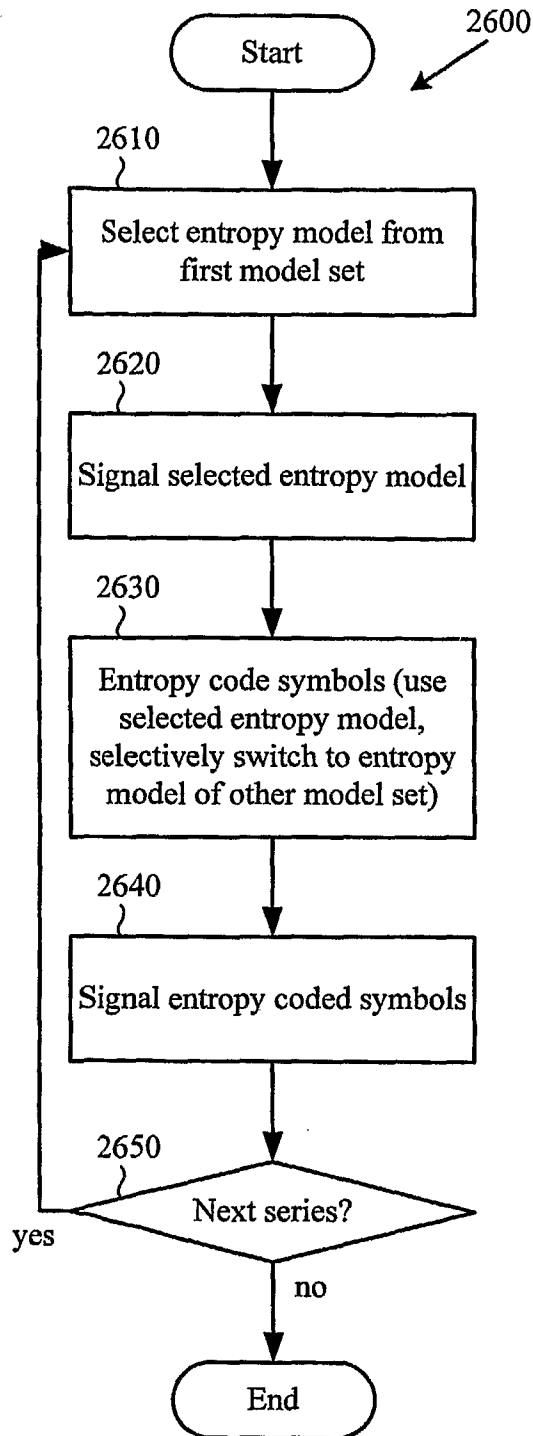 2600
Start
2610
Select entropy model from
first model set
2620
Signal selected entropy model
2630
Entropy code symbols (use
selected entropy model,
selectively switch to entropy
model of other model set)
2640
Signal entropy coded symbols
2650
Next series?
yes
no
End